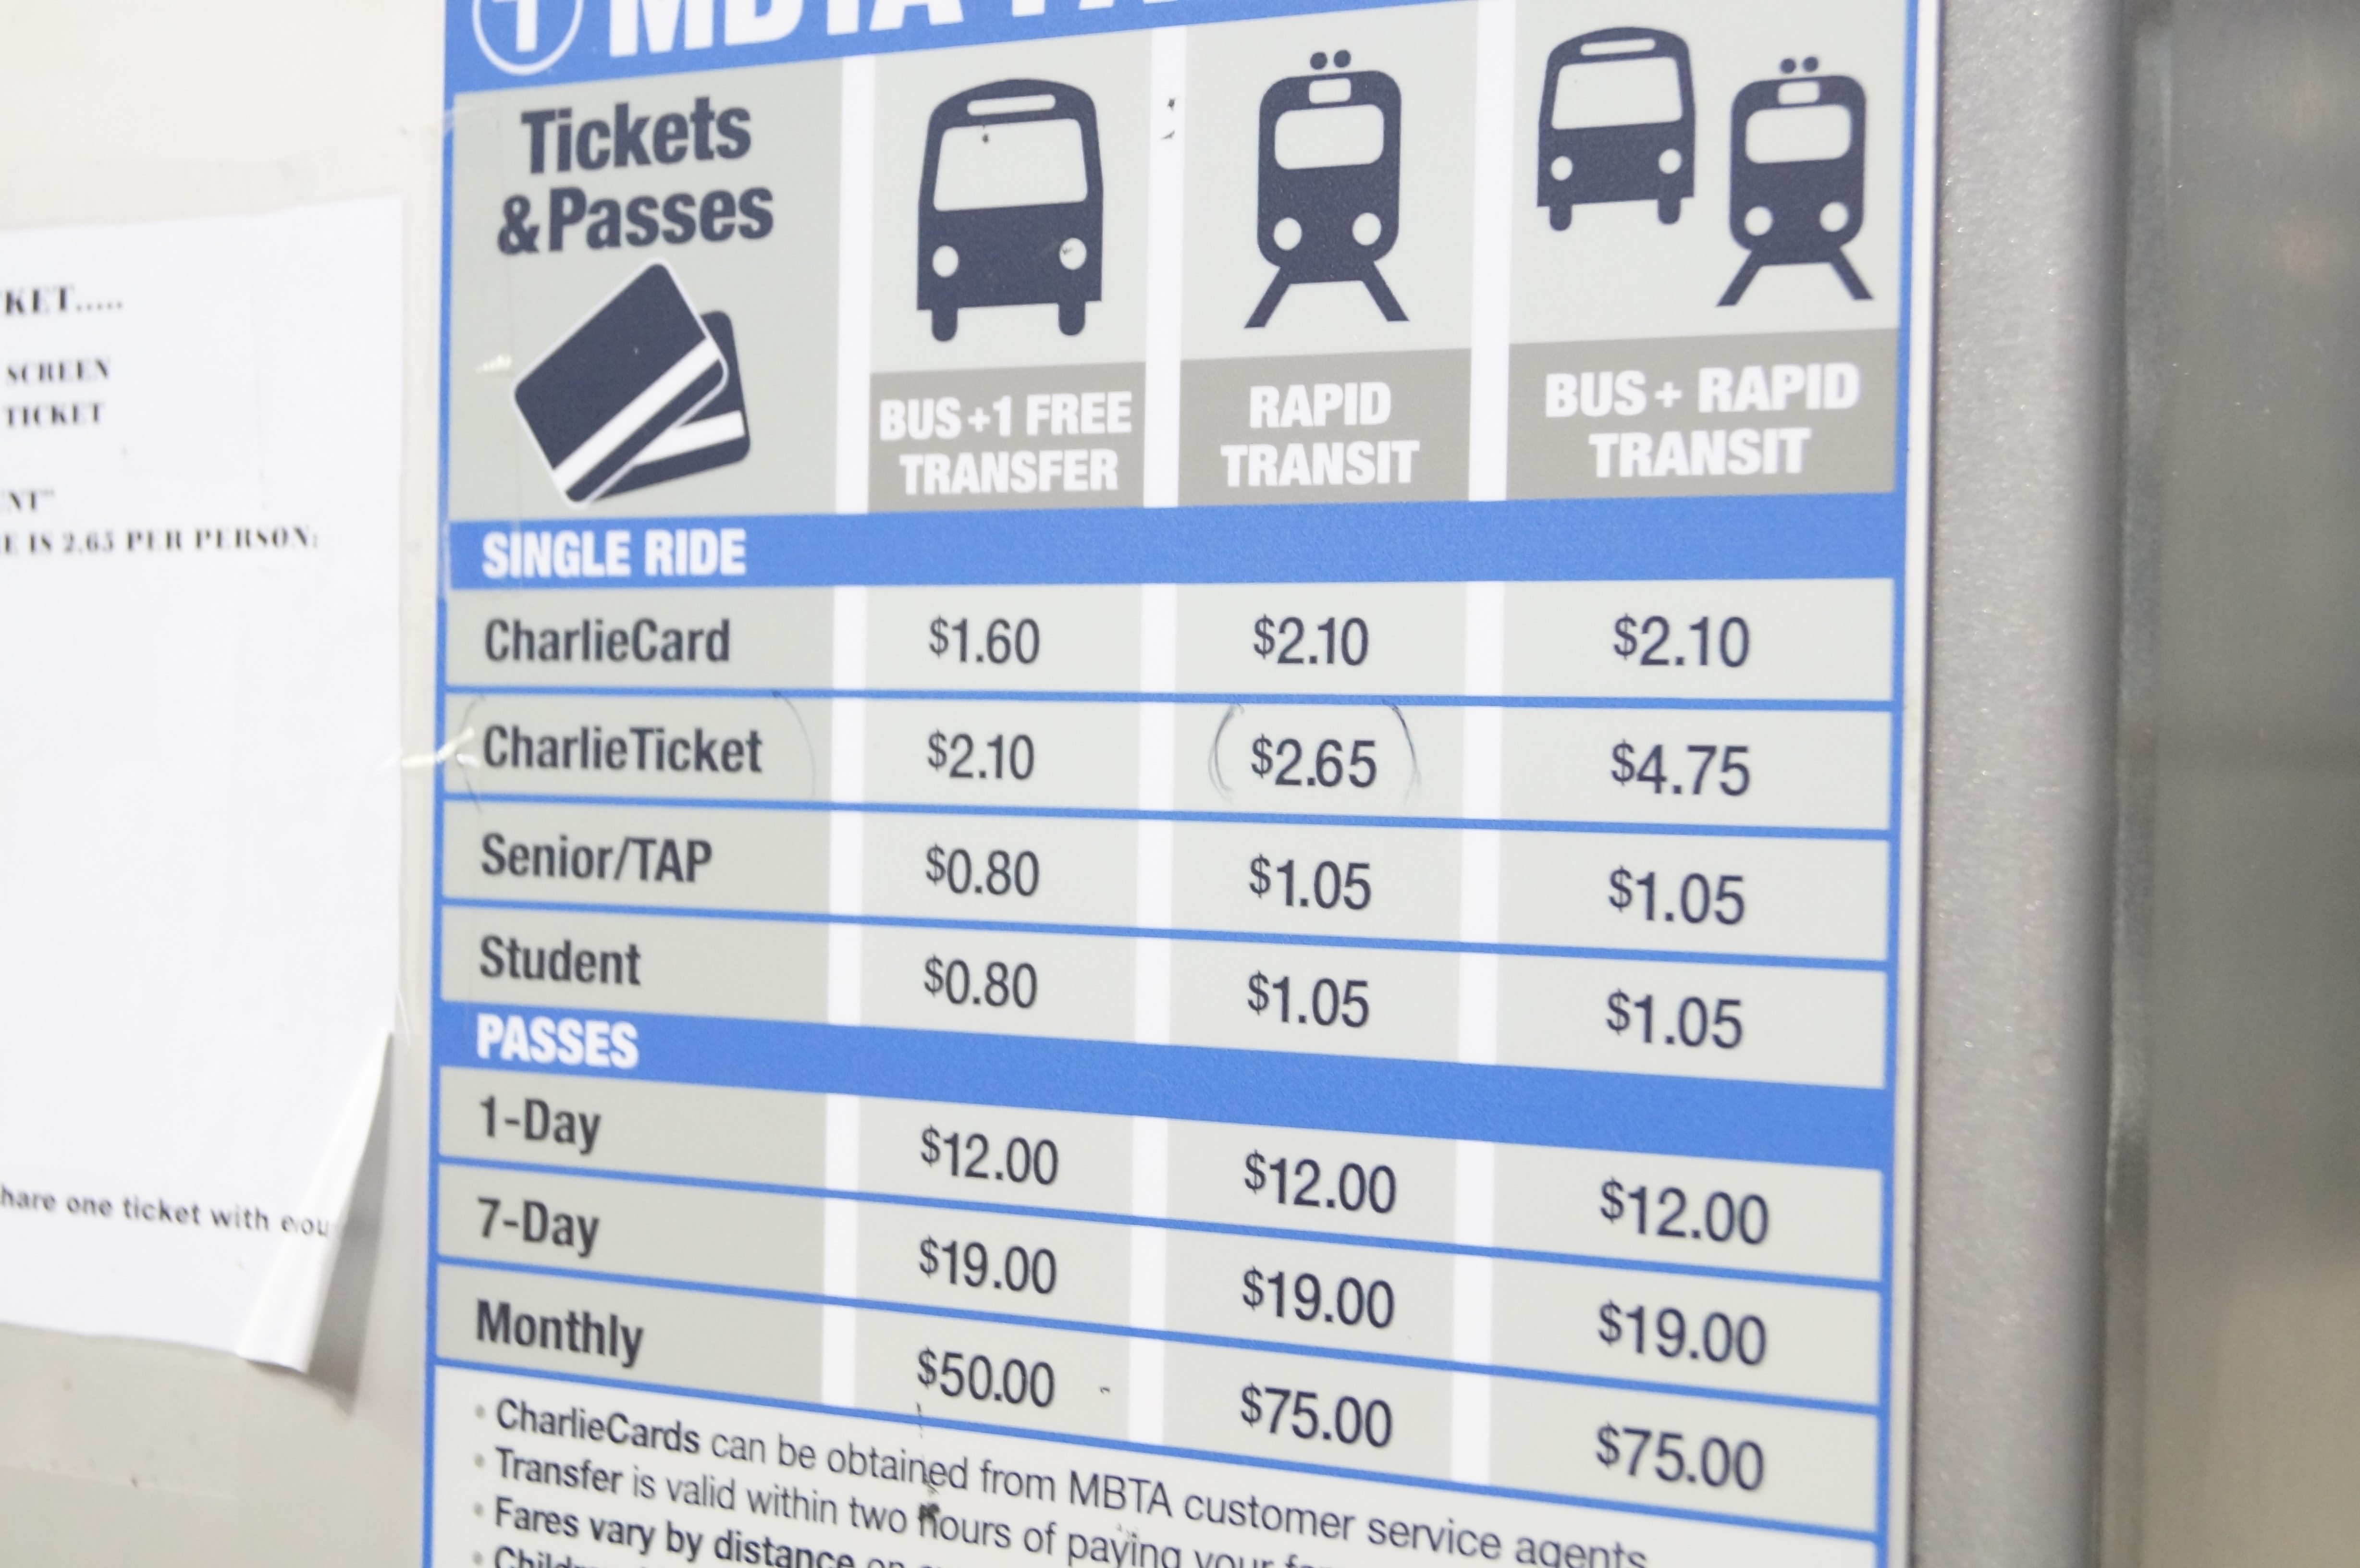 MBTA
Tickets
& Passes
BUS +1 FREE
TRANSFER
RAPID
TRANSIT
BUS + RAPID
TRANSIT
SINGLE RIDE
CharlieCard $1.60 $2.10 $2.10
CharlieTicket $2.10 $2.65 $4.75
Senior/TAP $0.80 $1.05 $1.05
Student $0.80 $1.05 $1.05
PASSES
1-Day $12.00 $12.00 $12.00
7-Day $19.00 $19.00 $19.00
Monthly $50.00 $75.00 $75.00
• CharlieCards can be obtained from MBTA customer service agents
• Transfer is valid within two hours of paying your
• Fares vary by distance on
KET.....
SCREEN
TICKET
NT"
E IS 2.65 PER PERSON:
hare one ticket with